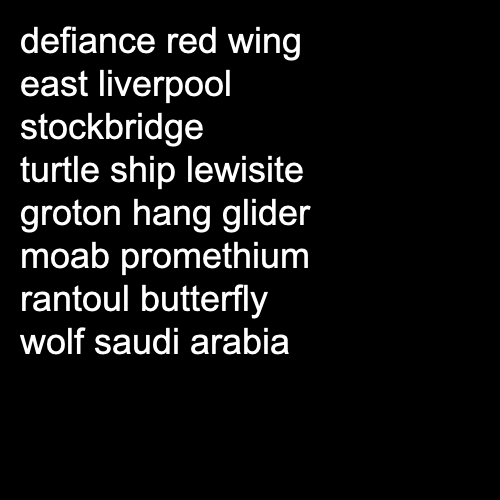 defiance red wing
east liverpool
stockbridge
turtle ship lewisite
groton hang glider
moab promethium
rantoul butterfly
wolf saudi arabia